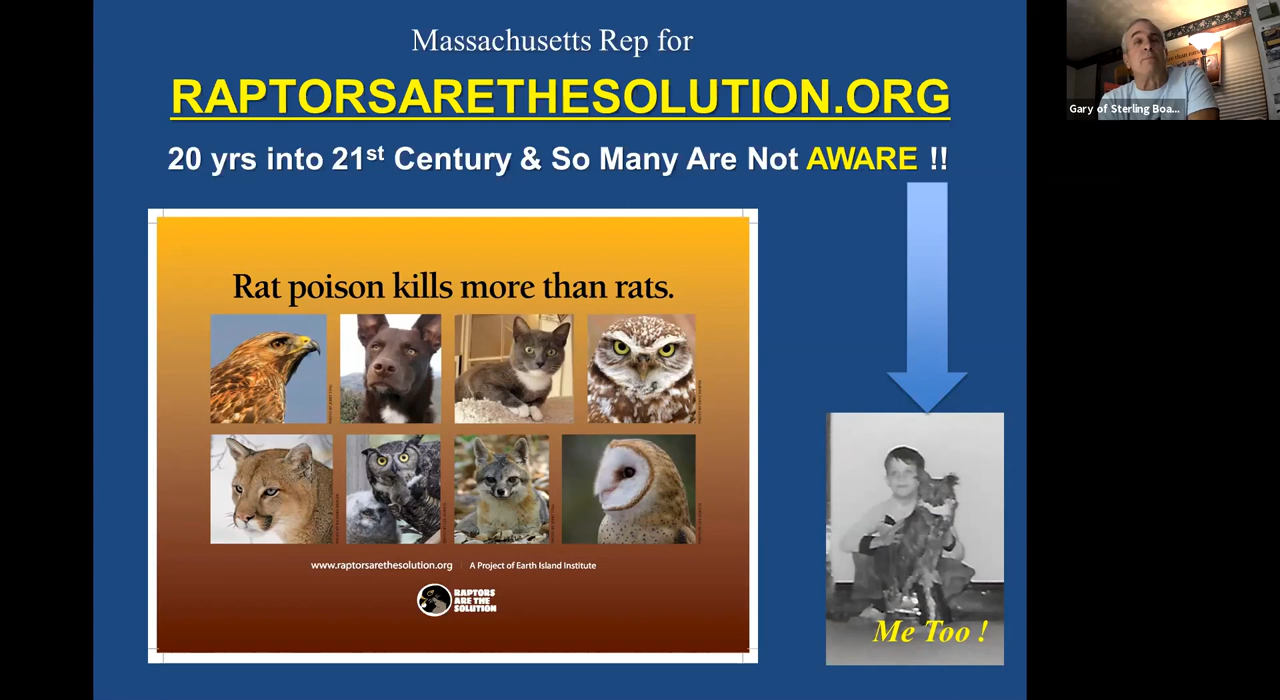 Massachusetts Rep for
RAPTORSARETHESOLUTION.ORG
20 yrs into 21st Century & So Many Are Not AWARE !!
Gary of Sterling Boa...
Rat poison kills more than rats.
www.raptorsarethesolution.org A Project of Earth Island Institute
RAPTORS
ARE THE
SOLUTION
Me Too !